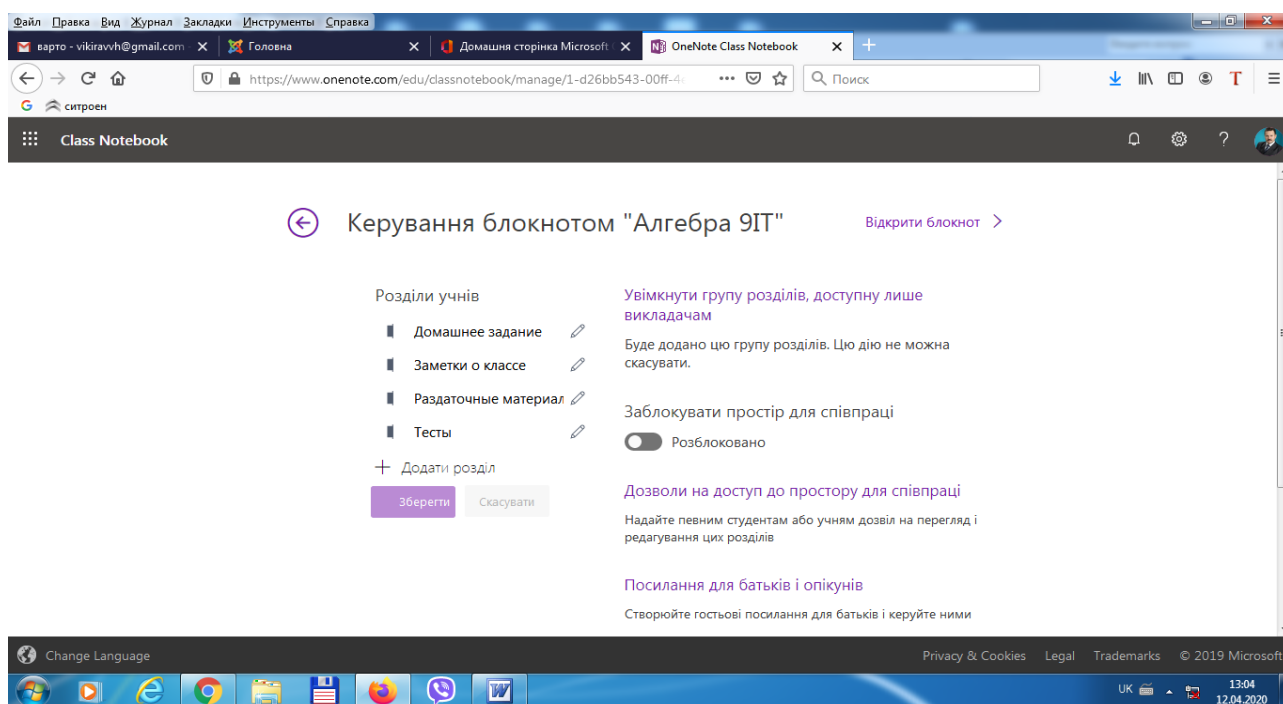 Файл Правка Вид Журнал Закладки Инструменты Справка
варто - vikiravvh@gmail.com
Головна
Домашня сторінка Microsoft
OneNote Class Notebook
https://www.onenote.com/edu/classnotebook/manage/1-d26bb543-00ff-4
Поиск
ситроен
Class Notebook
Керування блокнотом "Алгебра 9ІТ"
Відкрити блокнот
Розділи учнів
Домашнее задание
Заметки о классе
Раздаточные материал
Тесты
Додати розділ
Зберегти Скасувати
Увімкнути групу розділів, доступну лише
викладачам
Буде додано цю групу розділів. Цю дію не можна
скасувати.
Заблокувати простір для співпраці
Розблоковано
Дозволи на доступ до простору для співпраці
Надайте певним студентам або учням дозвіл на перегляд і
редагування цих розділів
Посилання для батьків і опікунів
Створюйте гостьові посилання для батьків і керуйте ними
Change Language
Privacy & Cookies Legal Trademarks © 2019 Microsoft
UK
13:04
12.04.2020